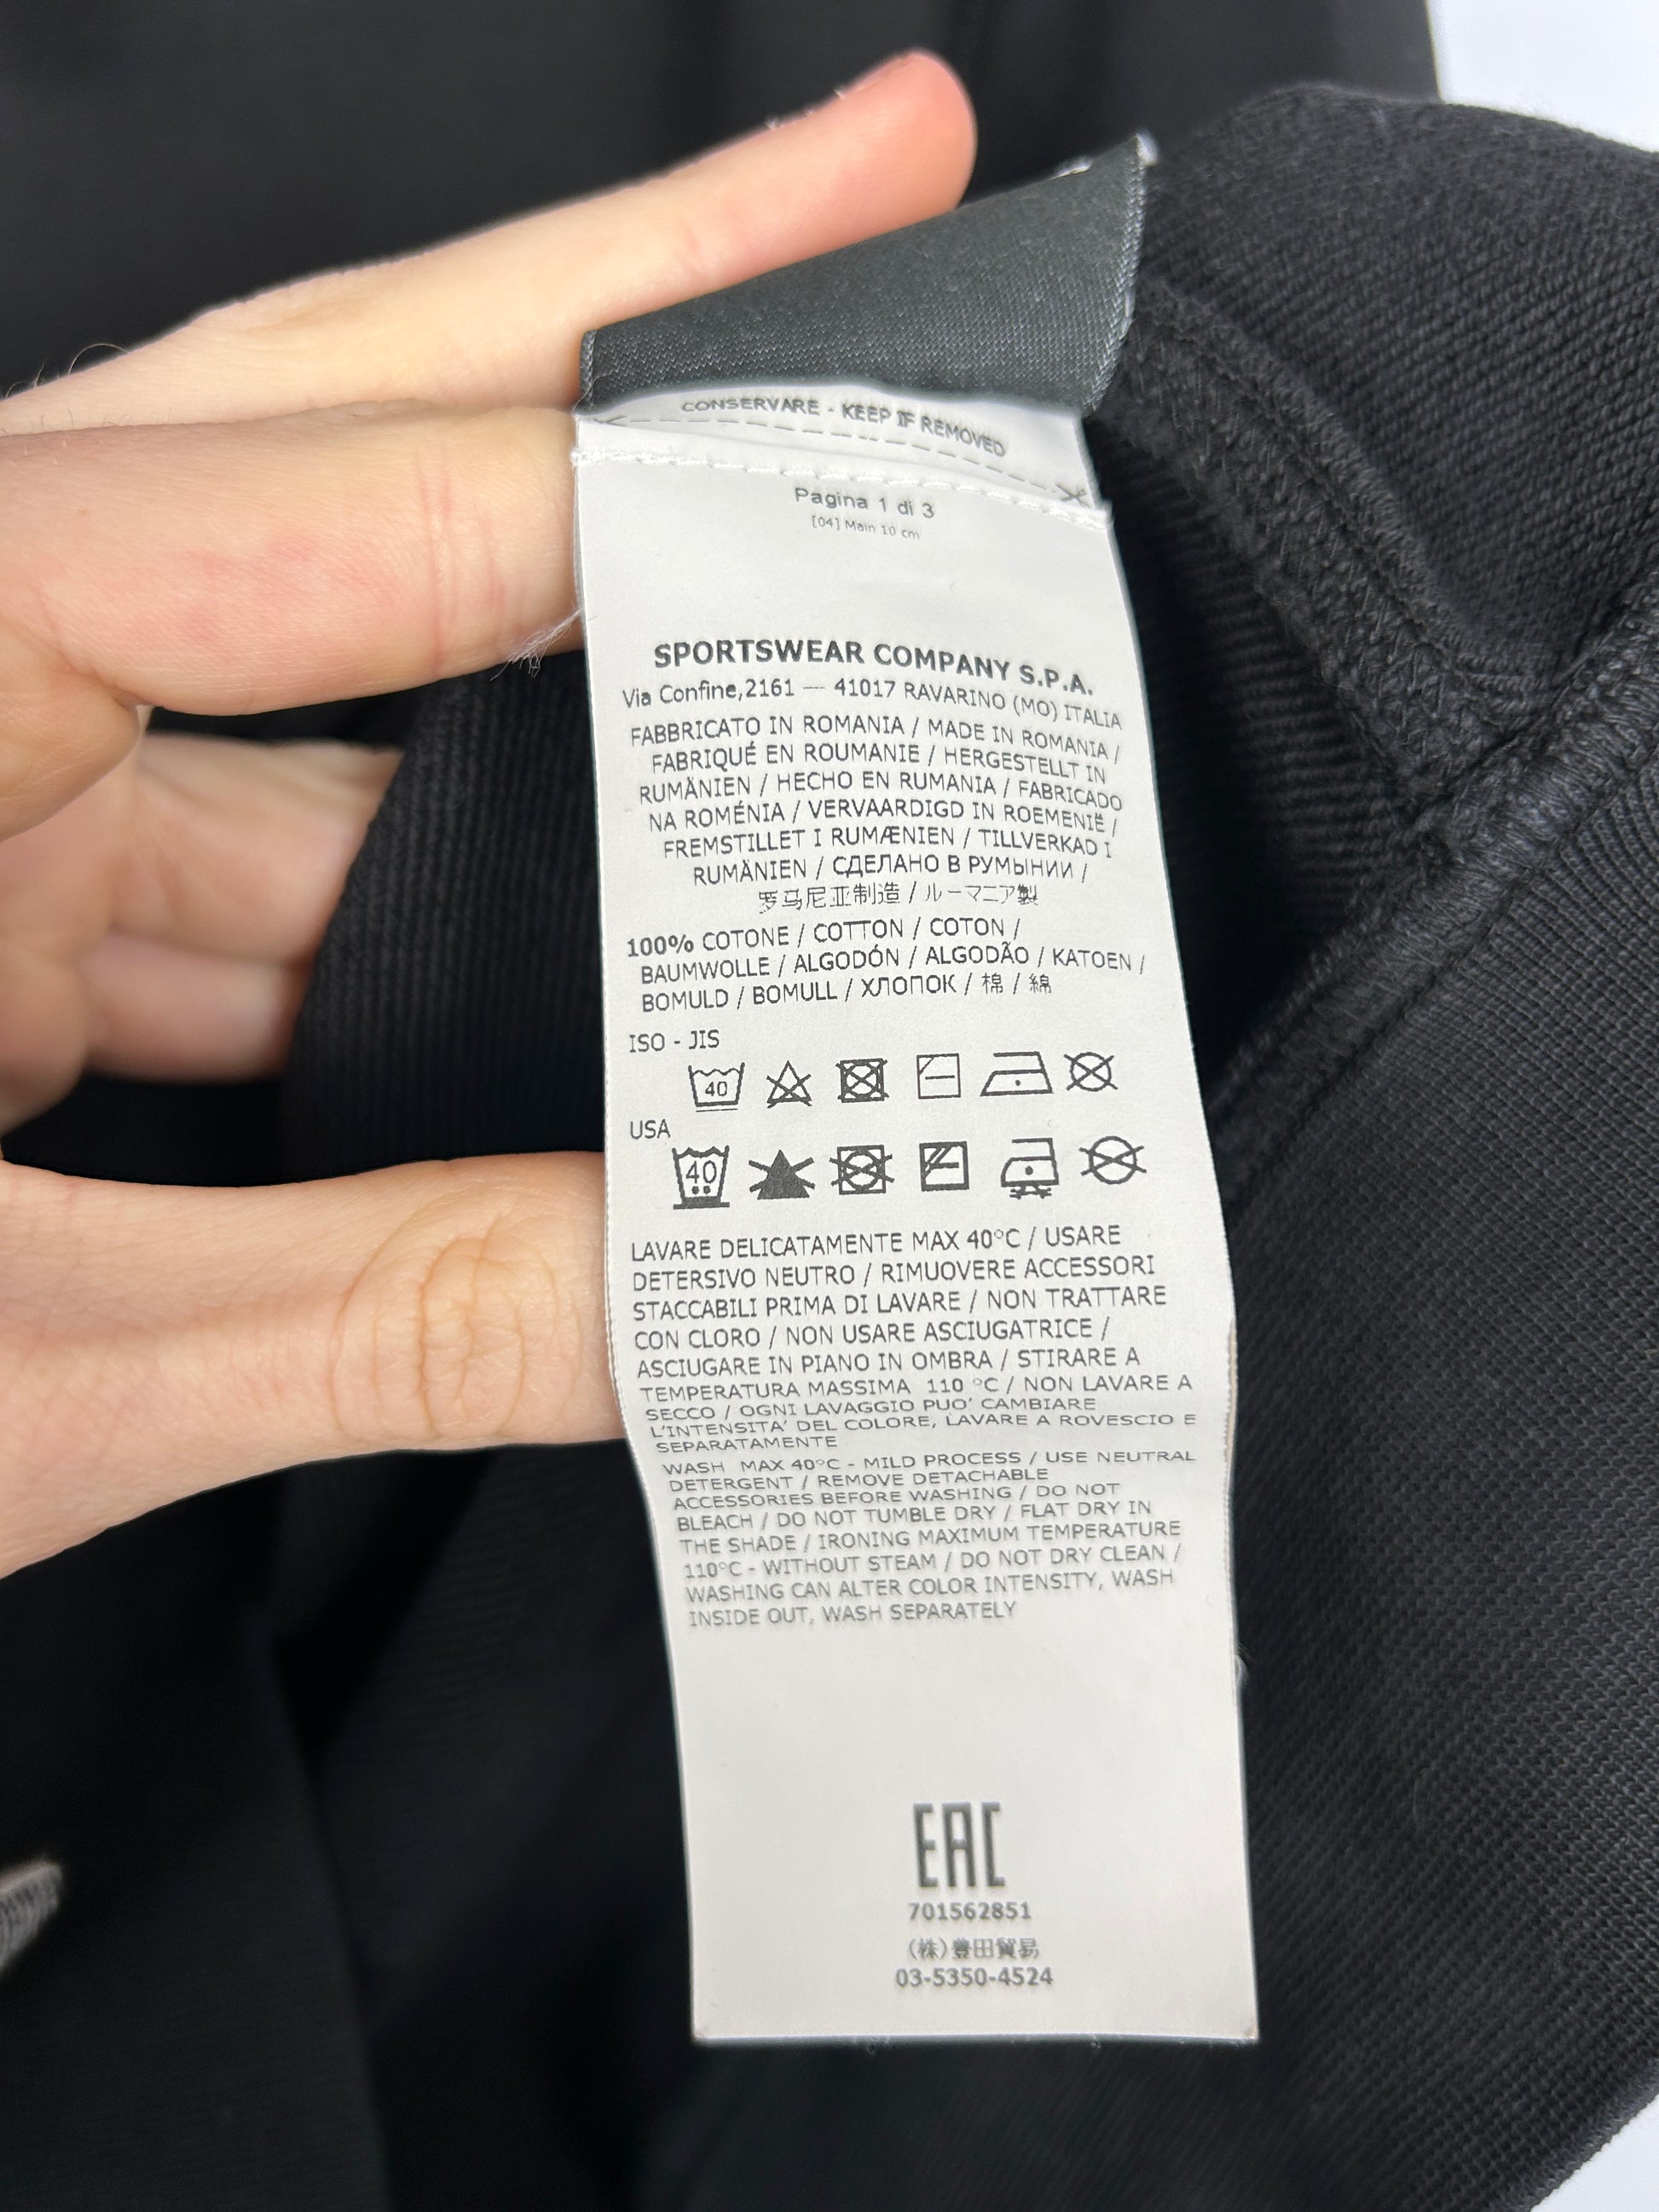 CONSERVARE - KEEP IF REMOVED
Pagina 1 di 3
[04] Main 10 cm
SPORTSWEAR COMPANY S.P.A.
Via Confine,2161 — 41017 RAVARINO (MO) ITALIA
FABBRICATO IN ROMANIA / MADE IN ROMANIA /
FABRIQUÉ EN ROUMANIE / HERGESTELLT IN
RUMÄNIEN / HECHO EN RUMANIA / FABRICADO
NA ROMÉNIA / VERVAARDIGD IN ROEMENIË /
FREMSTILLET I RUMÆNIEN / TILLVERKAD I
RUMÄNIEN / СДЕЛАНО В РУМЫНИИ /
罗马尼亚制造 / ルーマニア製
100% COTONE / COTTON / COTON /
BAUMWOLLE / ALGODÓN / ALGODÃO / KATOEN /
BOMULD / BOMULL / ХЛОПОК / 棉 / 綿
ISO - JIS
40
USA
40
LAVARE DELICATAMENTE MAX 40°C / USARE
DETERSIVO NEUTRO / RIMUOVERE ACCESSORI
STACCABILI PRIMA DI LAVARE / NON TRATTARE
CON CLORO / NON USARE ASCIUGATRICE /
ASCIUGARE IN PIANO IN OMBRA / STIRARE A
TEMPERATURA MASSIMA 110 °C / NON LAVARE A
SECCO / OGNI LAVAGGIO PUO' CAMBIARE
L'INTENSITA' DEL COLORE, LAVARE A ROVESCIO E
SEPARATAMENTE
WASH MAX 40°C - MILD PROCESS / USE NEUTRAL
DETERGENT / REMOVE DETACHABLE
ACCESSORIES BEFORE WASHING / DO NOT
BLEACH / DO NOT TUMBLE DRY / FLAT DRY IN
THE SHADE / IRONING MAXIMUM TEMPERATURE
110°C - WITHOUT STEAM / DO NOT DRY CLEAN /
WASHING CAN ALTER COLOR INTENSITY, WASH
INSIDE OUT, WASH SEPARATELY
EAC
701562851
(株)豊田貿易
03-5350-4524